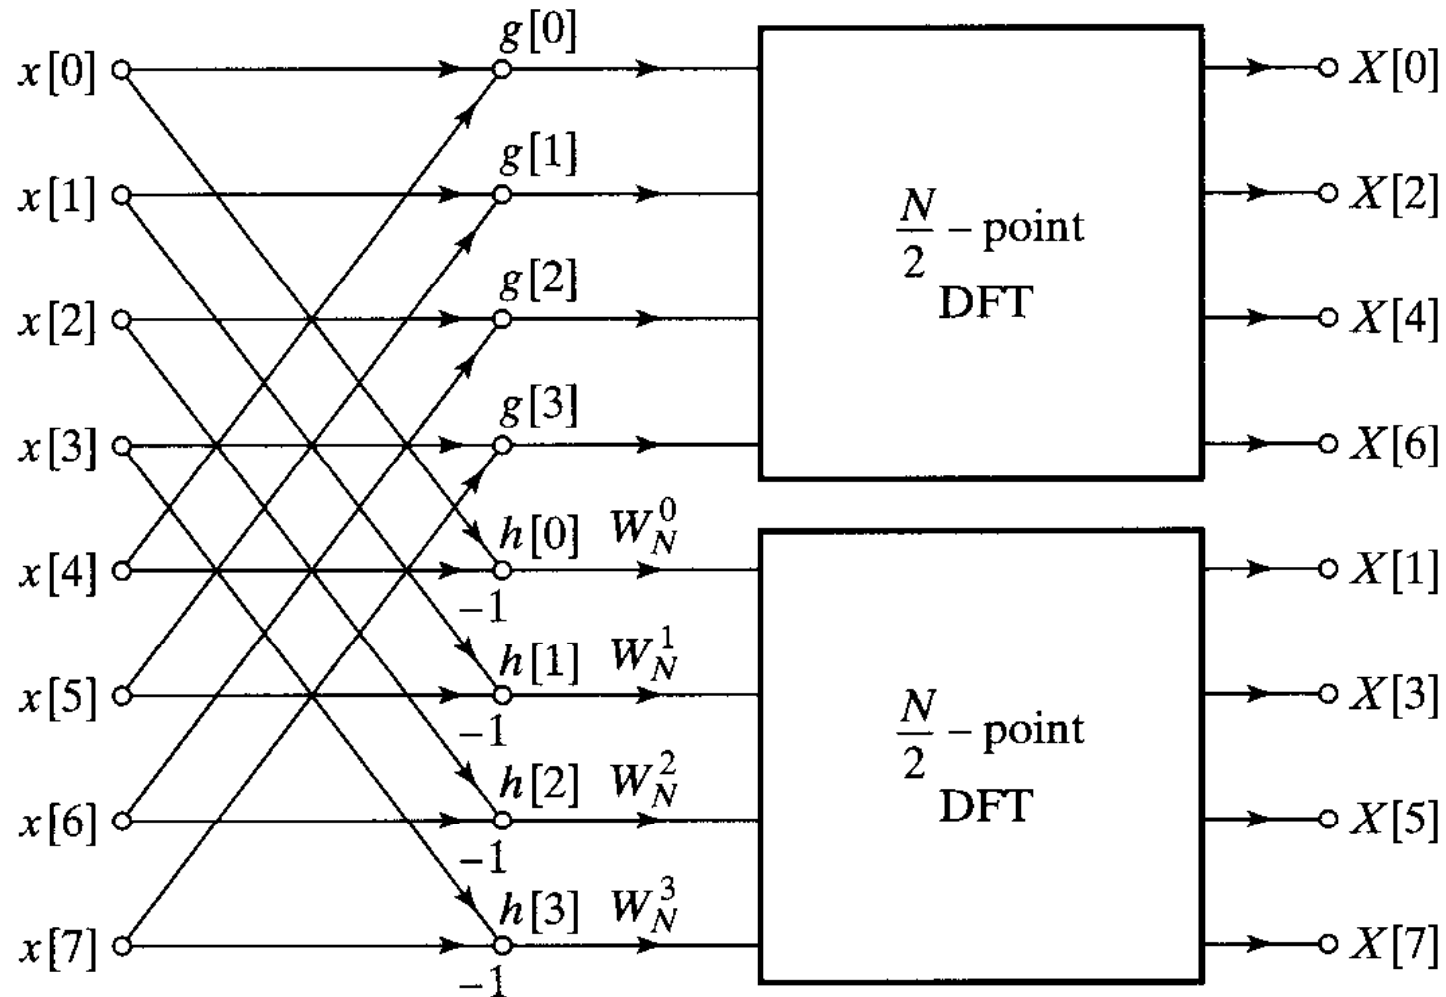 g[0]
x[0] X[0]
g[1]
x[1] X[2]
N/2 – point
DFT
g[2]
x[2] X[4]
g[3]
x[3] X[6]
h[0] W_N^0
x[4] X[1]
–1
h[1] W_N^1
x[5] X[3]
–1
N/2 – point
DFT
h[2] W_N^2
x[6] X[5]
–1
h[3] W_N^3
x[7] X[7]
–1